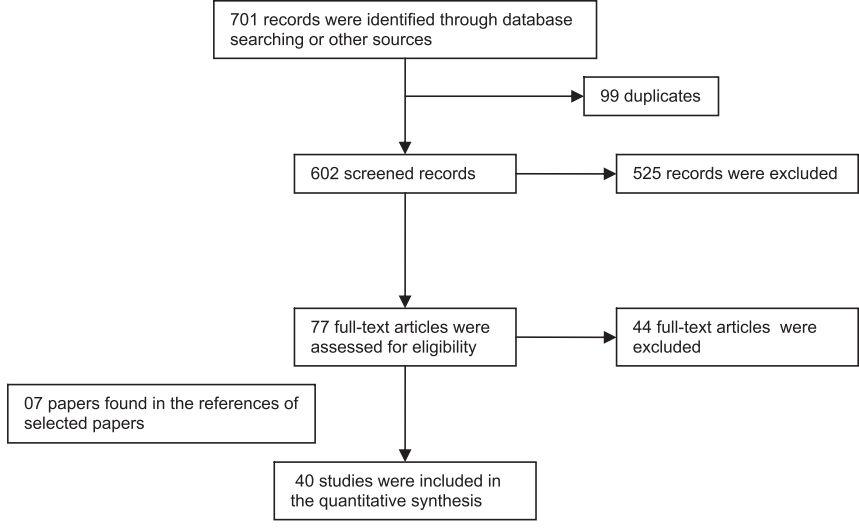 701 records were identified through database
searching or other sources
99 duplicates
602 screened records
525 records were excluded
77 full-text articles were
assessed for eligibility
44 full-text articles were
excluded
07 papers found in the references of
selected papers
40 studies were included in
the quantitative synthesis